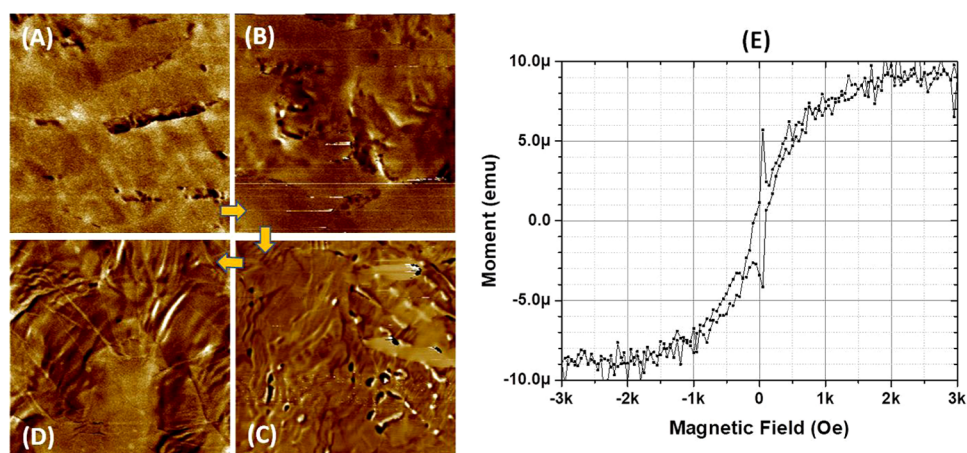 (A)
(B)
(D)
(C)
(E)
10.0µ
5.0µ
0.0
-5.0µ
-10.0µ
Moment (emu)
-3k -2k -1k 0 1k 2k 3k
Magnetic Field (Oe)